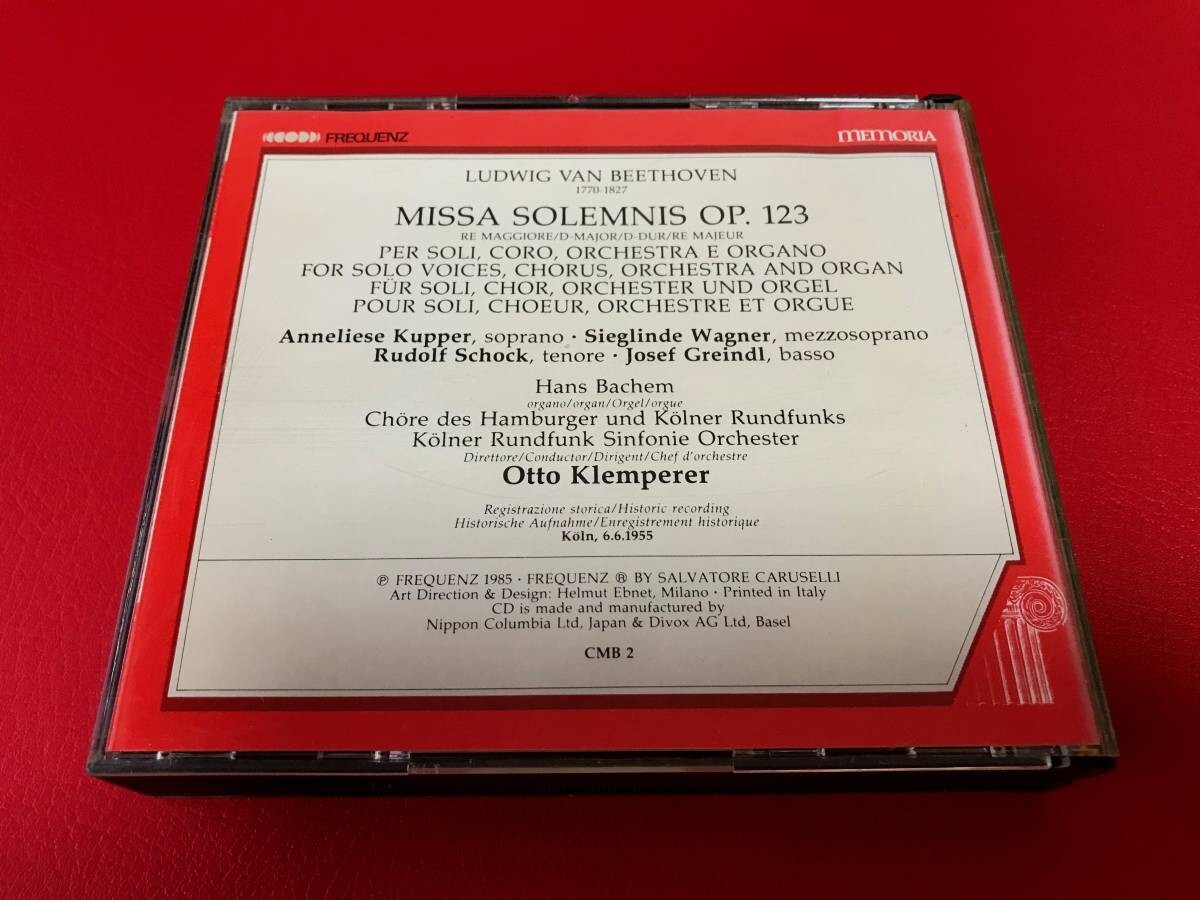 FREQUENZ
MEMORIA
LUDWIG VAN BEETHOVEN
1770-1827
MISSA SOLEMNIS OP. 123
RE MAGGIORE/D-MAJOR/D-DUR/RE MAJEUR
PER SOLI, CORO, ORCHESTRA E ORGANO
FOR SOLO VOICES, CHORUS, ORCHESTRA AND ORGAN
FÜR SOLI, CHOR, ORCHESTER UND ORGEL
POUR SOLI, CHOEUR, ORCHESTRE ET ORGUE
Anneliese Kupper, soprano · Sieglinde Wagner, mezzosoprano
Rudolf Schock, tenore · Josef Greindl, basso
Hans Bachem
organo/organ/Orgel/orgue
Chöre des Hamburger und Kölner Rundfunks
Kölner Rundfunk Sinfonie Orchester
Direttore/Conductor/Dirigent/Chef d'orchestre
Otto Klemperer
Registrazione storica/Historic recording
Historische Aufnahme/Enregistrement historique
Köln, 6.6.1955
℗ FREQUENZ 1985 · FREQUENZ ® BY SALVATORE CARUSELLI
Art Direction & Design: Helmut Ebnet, Milano · Printed in Italy
CD is made and manufactured by
Nippon Columbia Ltd, Japan & Divox AG Ltd, Basel
CMB 2